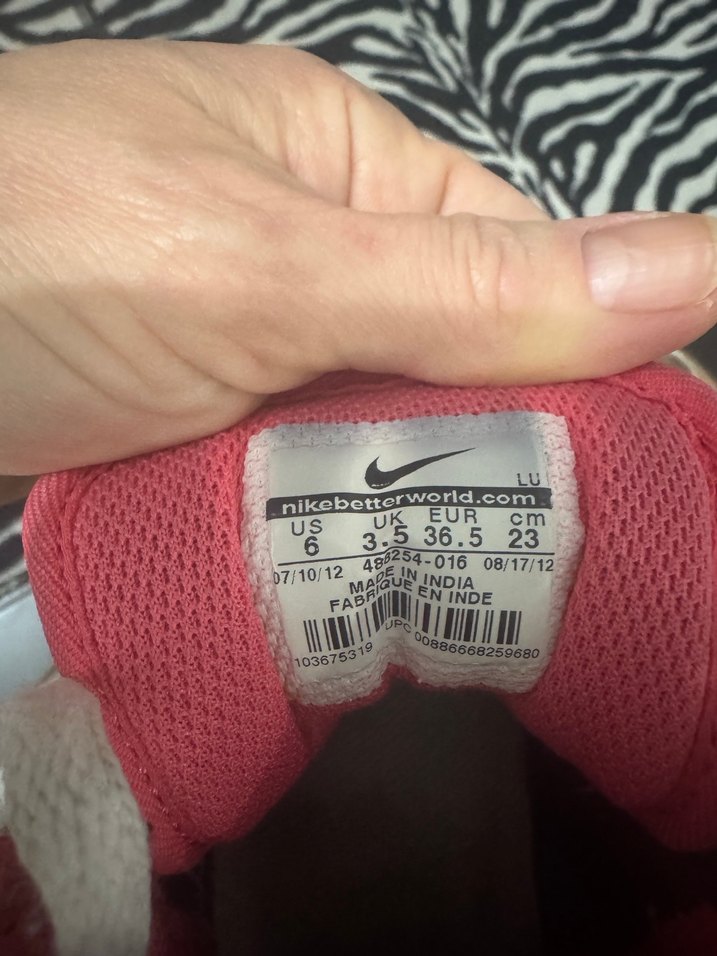 LU
nikebetterworld.com
US UK EUR cm
6 3.5 36.5 23
07/10/12 486254-016 08/17/12
MADE IN INDIA
FABRIQUE EN INDE
UPC
103675319 00886668259680